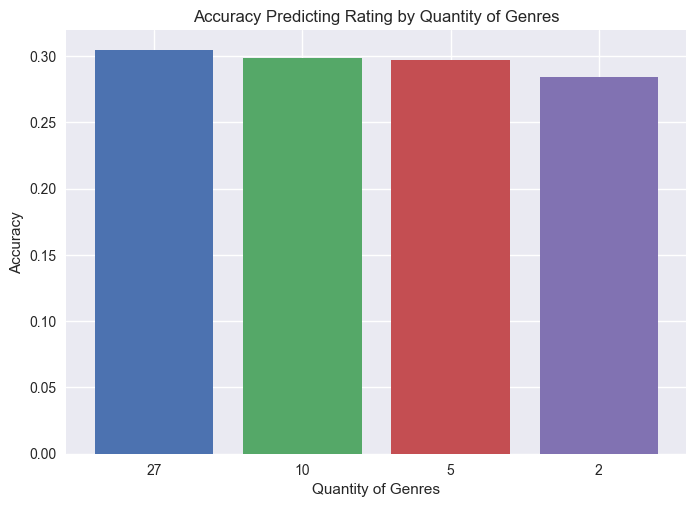 Accuracy Predicting Rating by Quantity of Genres
0.30
0.25
0.20
0.15
0.10
0.05
0.00
Accuracy
27 10 5 2
Quantity of Genres